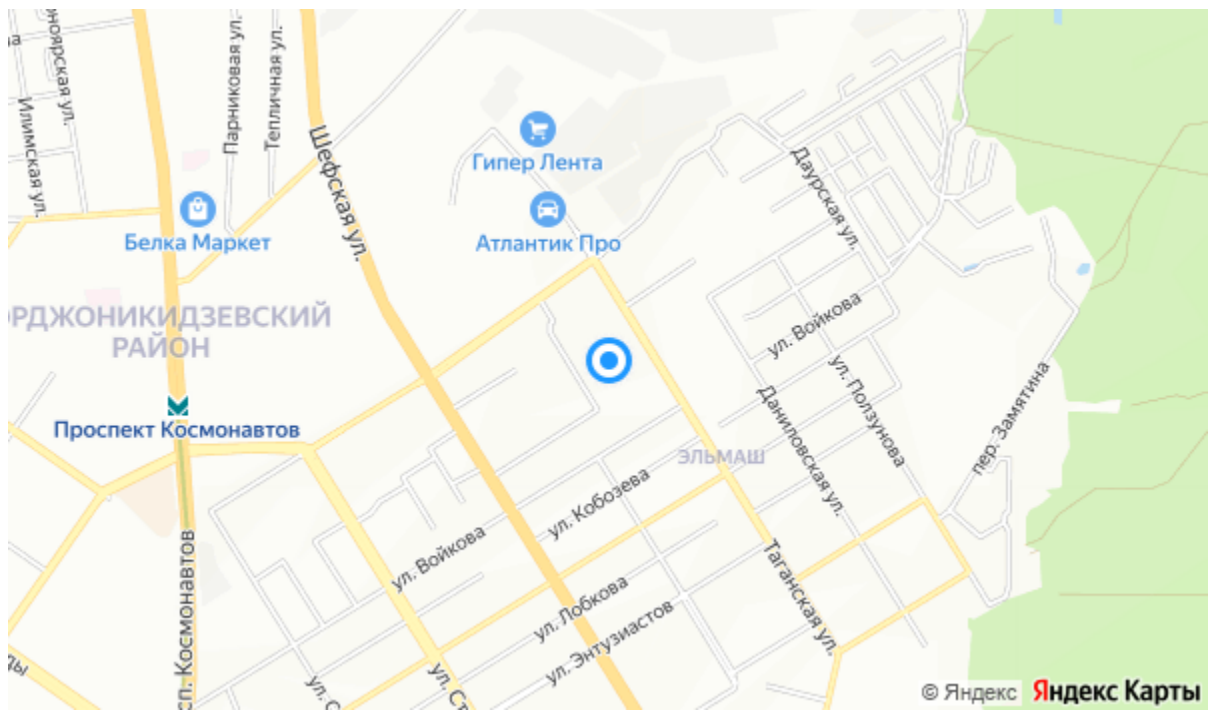 Илимская ул.
Парниковая ул.
Тепличная ул.
Шефская ул.
Гипер Лента
Атлантик Про
Белка Маркет
Даурская ул.
ул. Войкова
ул. Ползунова
пер. Замятина
РАЙОН
Проспект Космонавтов
Даниловская ул.
ЭЛЬМАШ
ул. Кобозева
ул. Войкова
Таганская ул.
ул. Лобкова
ул. Энтузиастов
Космонавтов
© Яндекс Яндекс Карты